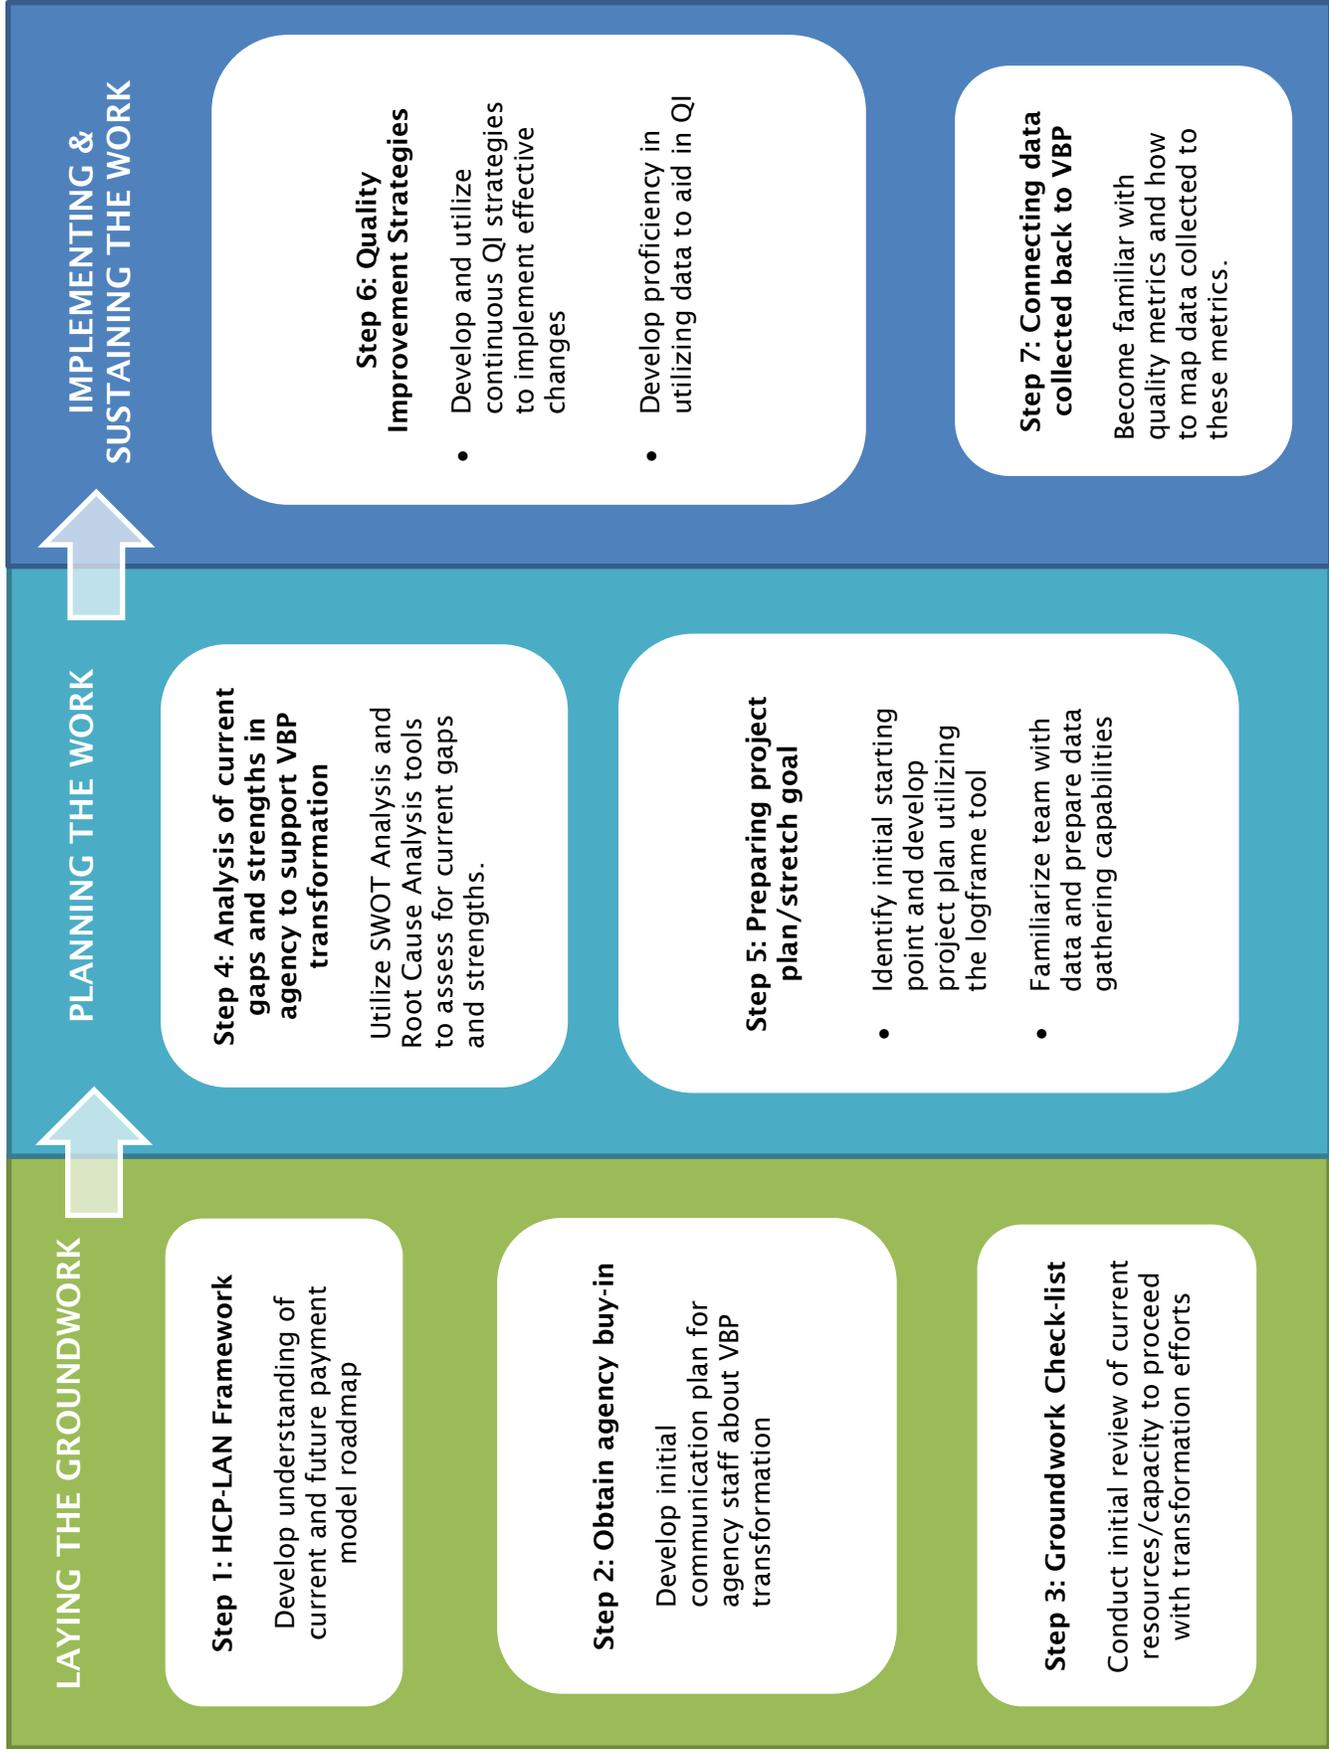 LAYING THE GROUNDWORK
Step 1: HCP-LAN Framework
Develop understanding of
current and future payment
model roadmap
Step 2: Obtain agency buy-in
Develop initial
communication plan for
agency staff about VBP
transformation
Step 3: Groundwork Check-list
Conduct initial review of current
resources/capacity to proceed
with transformation efforts
PLANNING THE WORK
Step 4: Analysis of current
gaps and strengths in
agency to support VBP
transformation
Utilize SWOT Analysis and
Root Cause Analysis tools
to assess for current gaps
and strengths.
Step 5: Preparing project
plan/stretch goal
• Identify initial starting
point and develop
project plan utilizing
the logframe tool
• Familiarize team with
data and prepare data
gathering capabilities
IMPLEMENTING &
SUSTAINING THE WORK
Step 6: Quality
Improvement Strategies
• Develop and utilize
continuous QI strategies
to implement effective
changes
• Develop proficiency in
utilizing data to aid in QI
Step 7: Connecting data
collected back to VBP
Become familiar with
quality metrics and how
to map data collected to
these metrics.